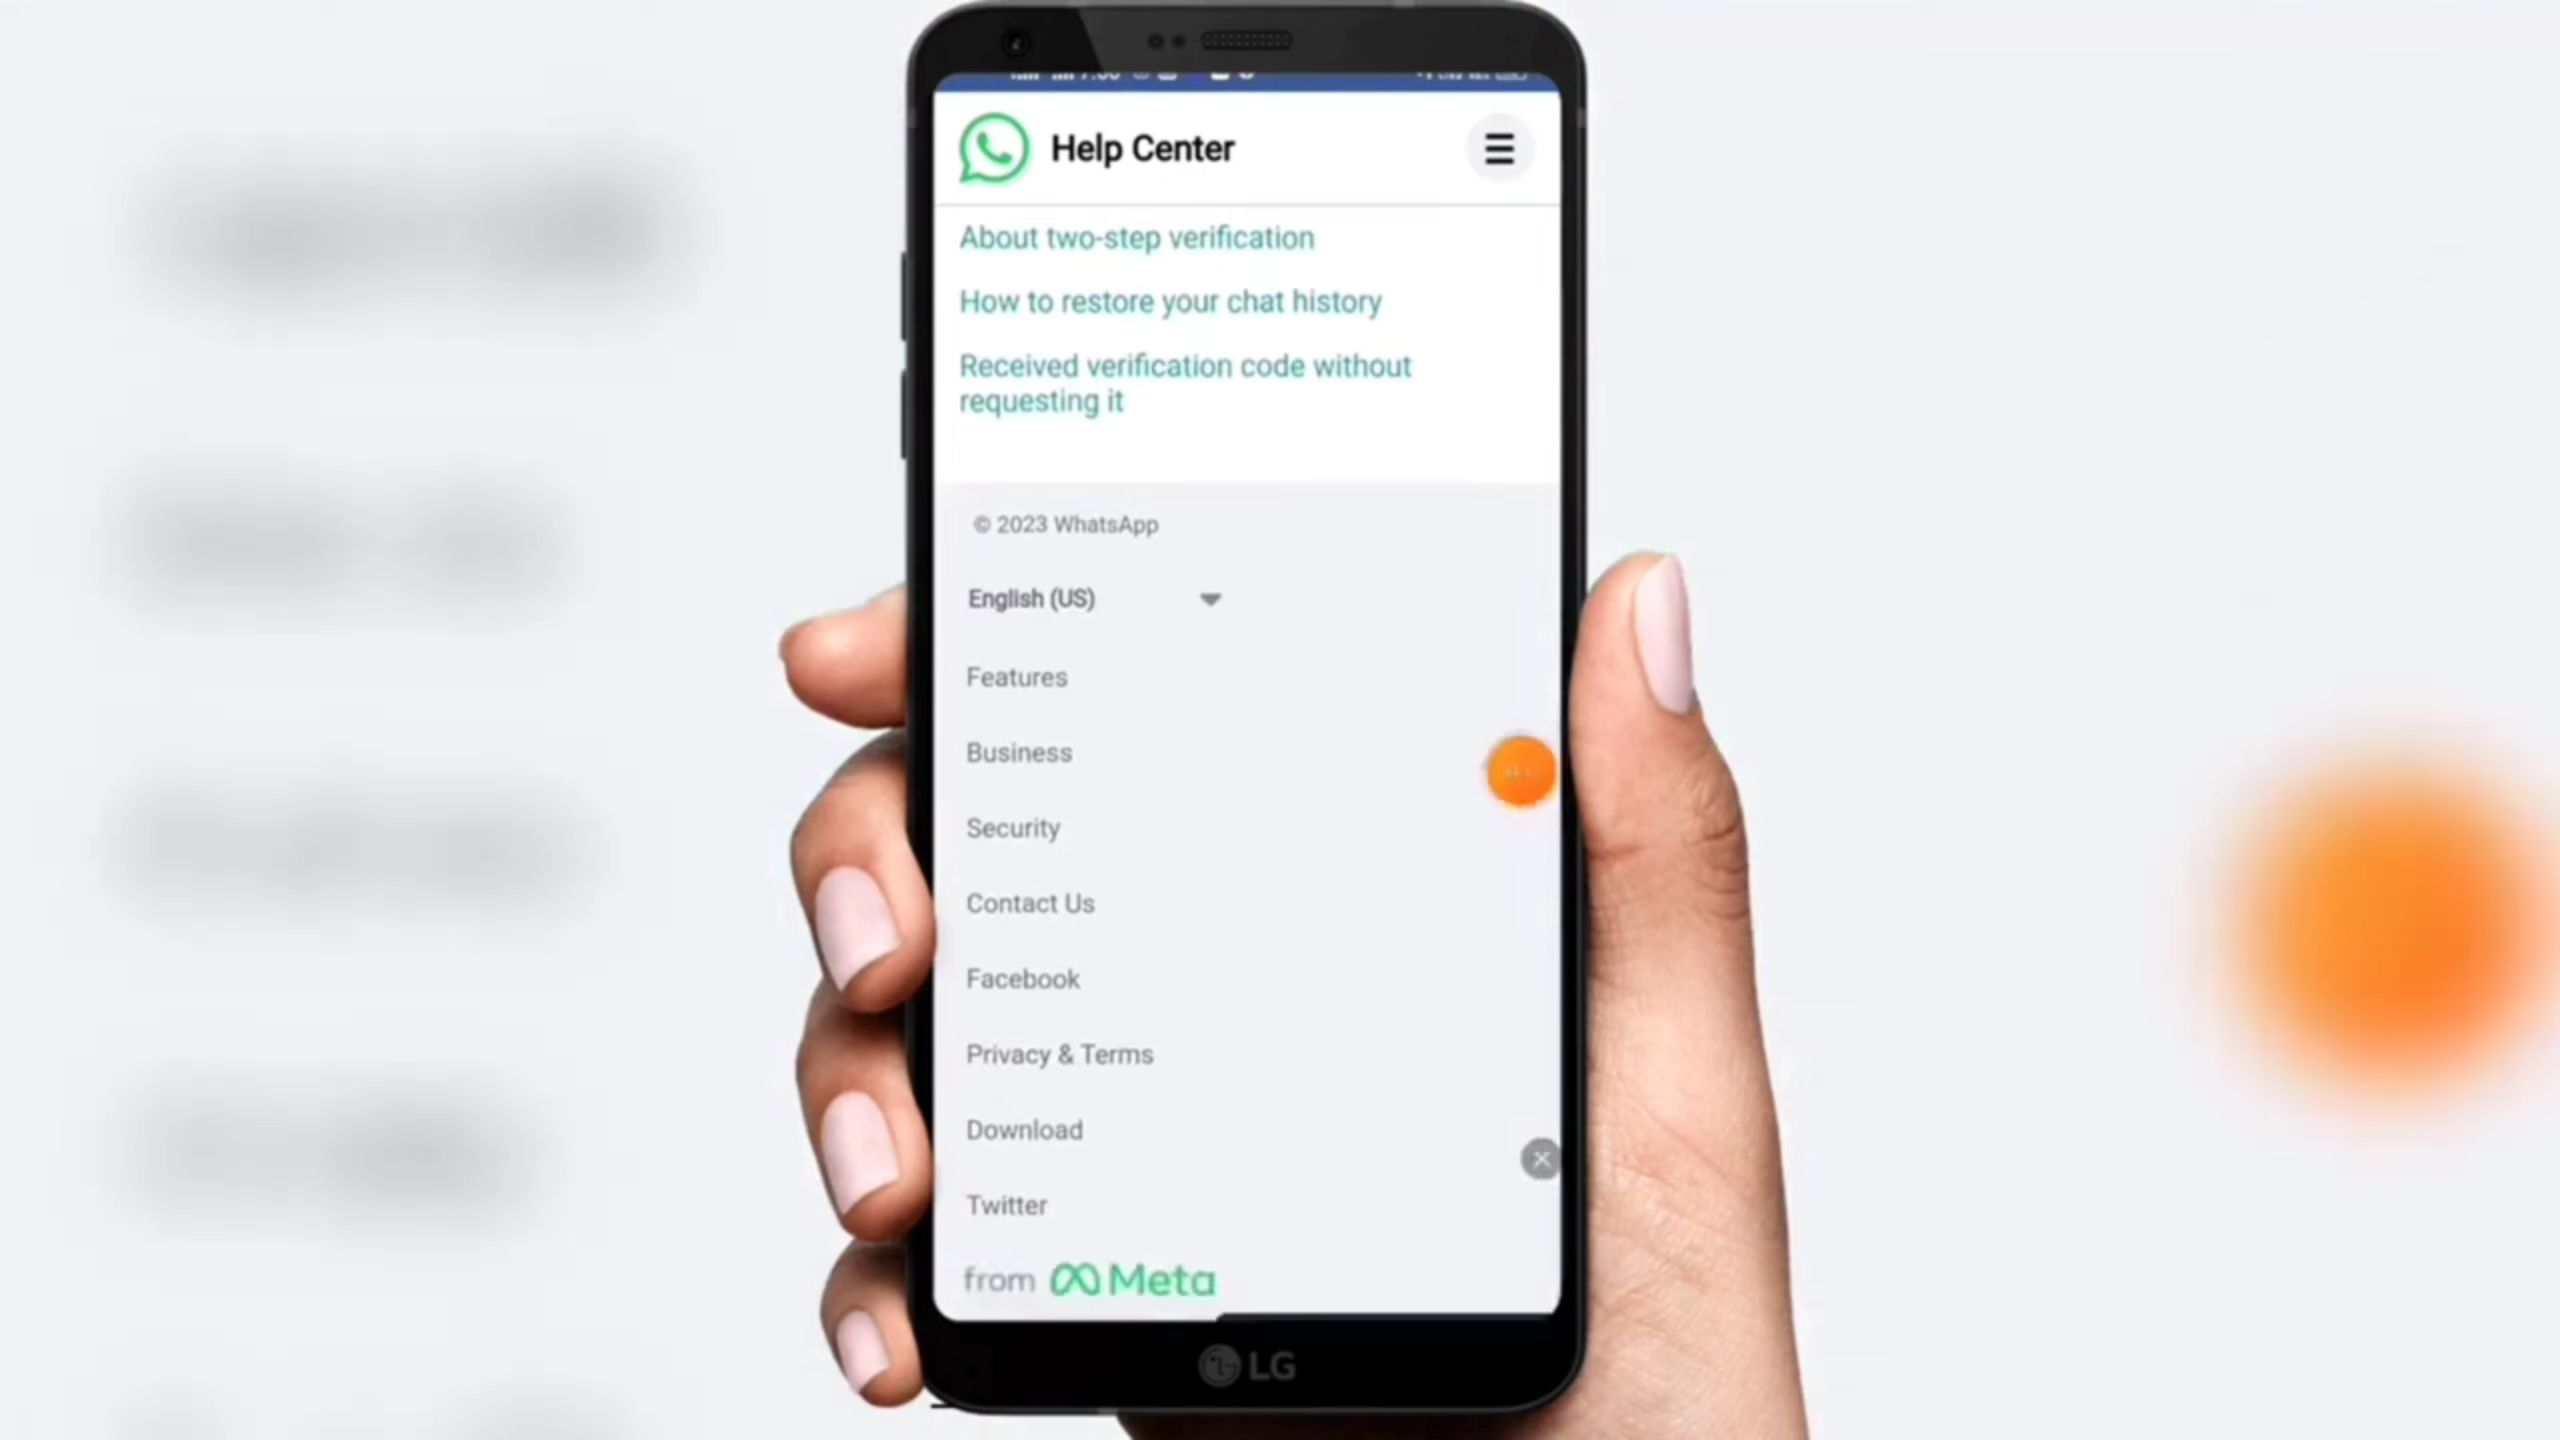 Help Center
About two-step verification
How to restore your chat history
Received verification code without
requesting it
© 2023 WhatsApp
English (US)
Features
Business
Security
Contact Us
Facebook
Privacy & Terms
Download
Twitter
from Meta
LG